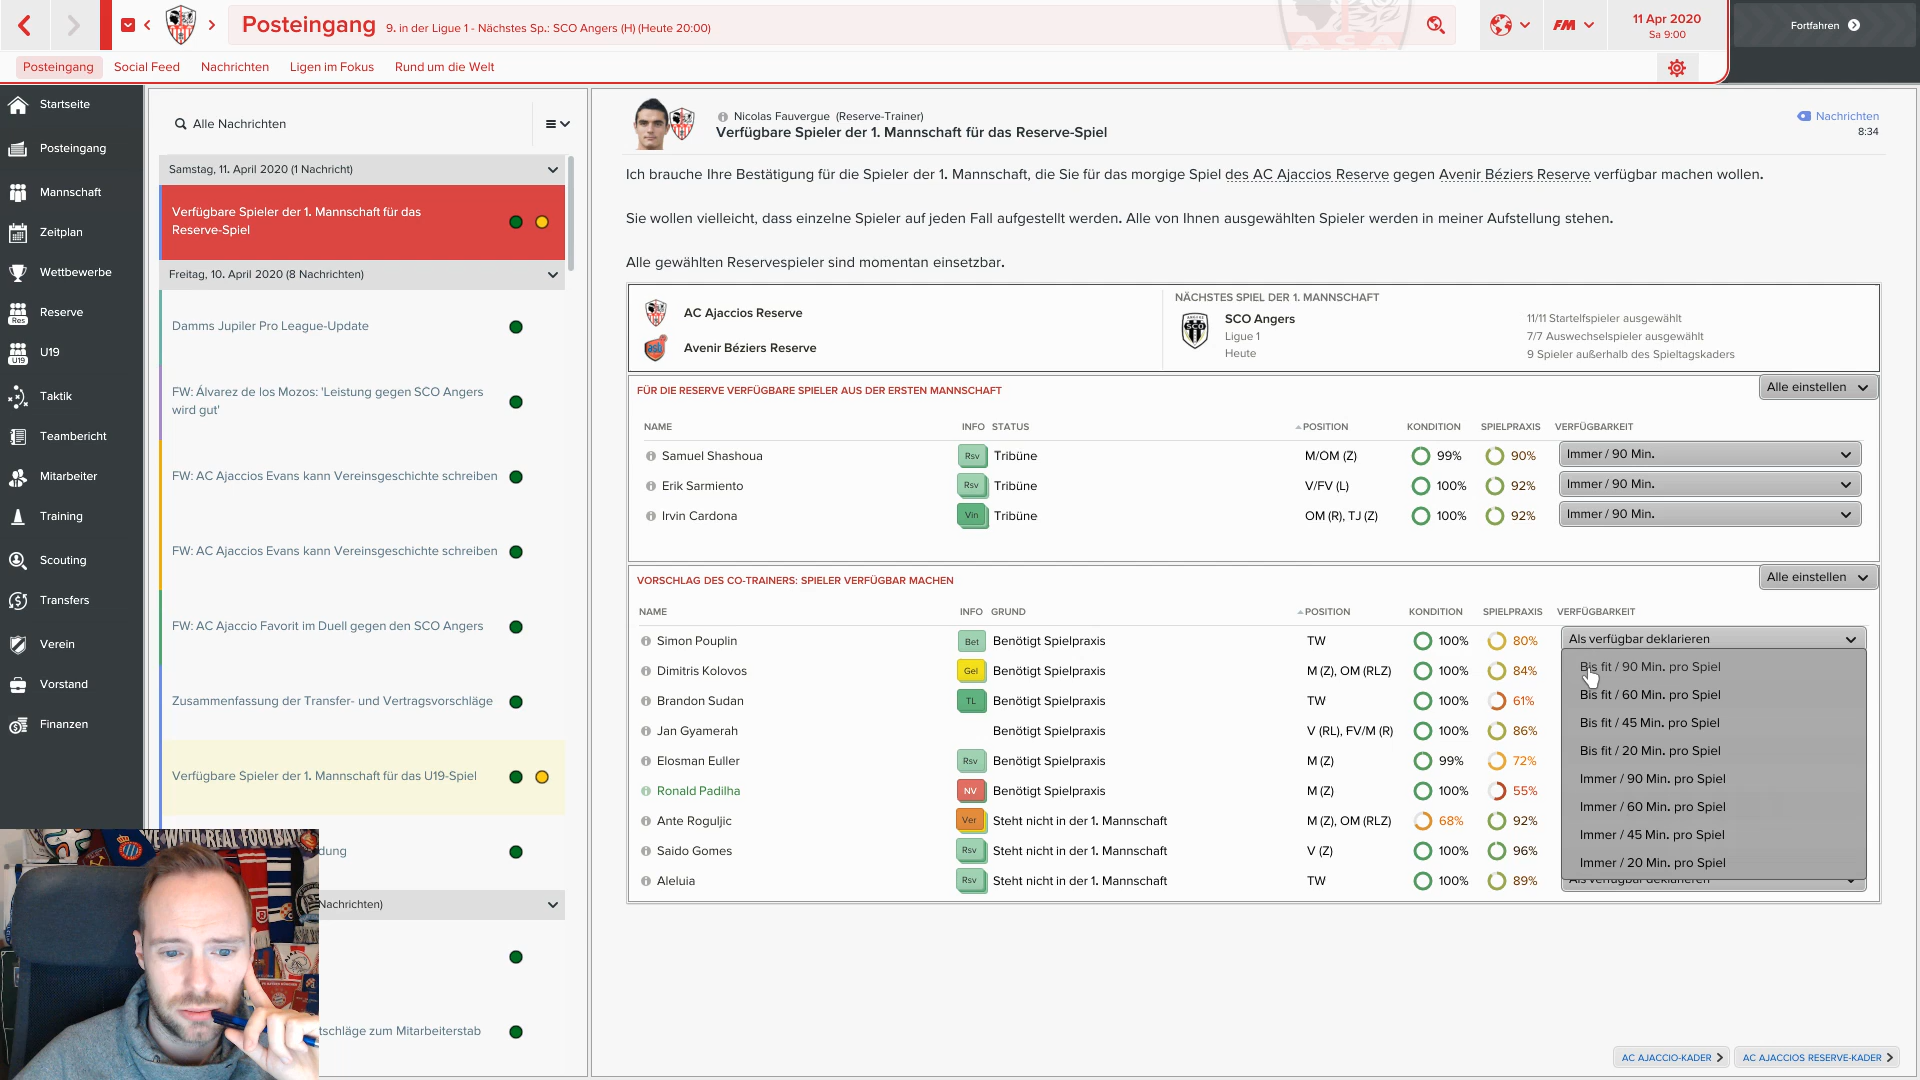 Posteingang
9. in der Ligue 1 - Nächstes Sp.: SCO Angers (H) (Heute 20:00)
FM
11 Apr 2020
Sa 9:00
Fortfahren
Posteingang
Social Feed
Nachrichten
Ligen im Fokus
Rund um die Welt
Startseite
Posteingang
Mannschaft
Zeitplan
Wettbewerbe
Res
Reserve
U19
U19
Taktik
Teambericht
Mitarbeiter
Training
Scouting
Transfers
Verein
Vorstand
Finanzen
Alle Nachrichten
Samstag, 11. April 2020 (1 Nachricht)
Verfügbare Spieler der 1. Mannschaft für das
Reserve-Spiel
Freitag, 10. April 2020 (8 Nachrichten)
Damms Jupiler Pro League-Update
FW: Álvarez de los Mozos: 'Leistung gegen SCO Angers
wird gut'
FW: AC Ajaccios Evans kann Vereinsgeschichte schreiben
FW: AC Ajaccios Evans kann Vereinsgeschichte schreiben
FW: AC Ajaccio Favorit im Duell gegen den SCO Angers
Zusammenfassung der Transfer- und Vertragsvorschläge
Verfügbare Spieler der 1. Mannschaft für das U19-Spiel
dung
Nachrichten)
tschläge zum Mitarbeiterstab
VE WITH REAL FOOTBALL
Nicolas Fauvergue (Reserve-Trainer)
Verfügbare Spieler der 1. Mannschaft für das Reserve-Spiel
Nachrichten
8:34
Ich brauche Ihre Bestätigung für die Spieler der 1. Mannschaft, die Sie für das morgige Spiel des AC Ajaccios Reserve gegen Avenir Béziers Reserve verfügbar machen wollen.
Sie wollen vielleicht, dass einzelne Spieler auf jeden Fall aufgestellt werden. Alle von Ihnen ausgewählten Spieler werden in meiner Aufstellung stehen.
Alle gewählten Reservespieler sind momentan einsetzbar.
AC Ajaccios Reserve
asb
Avenir Béziers Reserve
NÄCHSTES SPIEL DER 1. MANNSCHAFT
SCO
SCO Angers
Ligue 1
Heute
11/11 Startelfspieler ausgewählt
7/7 Auswechselspieler ausgewählt
9 Spieler außerhalb des Spieltagskaders
FÜR DIE RESERVE VERFÜGBARE SPIELER AUS DER ERSTEN MANNSCHAFT
Alle einstellen
NAME INFO STATUS POSITION KONDITION SPIELPRAXIS VERFÜGBARKEIT
Samuel Shashoua Rsv Tribüne M/OM (Z) 99% 90% Immer / 90 Min.
Erik Sarmiento Rsv Tribüne V/FV (L) 100% 92% Immer / 90 Min.
Irvin Cardona Vin Tribüne OM (R), TJ (Z) 100% 92% Immer / 90 Min.
VORSCHLAG DES CO-TRAINERS: SPIELER VERFÜGBAR MACHEN
Alle einstellen
NAME INFO GRUND POSITION KONDITION SPIELPRAXIS VERFÜGBARKEIT
Simon Pouplin Bet Benötigt Spielpraxis TW 100% 80% Als verfügbar deklarieren
Dimitris Kolovos Gel Benötigt Spielpraxis M (Z), OM (RLZ) 100% 84%
Brandon Sudan TL Benötigt Spielpraxis TW 100% 61%
Jan Gyamerah Benötigt Spielpraxis V (RL), FV/M (R) 100% 86%
Elosman Euller Rsv Benötigt Spielpraxis M (Z) 99% 72%
Ronald Padilha NV Benötigt Spielpraxis M (Z) 100% 55%
Ante Roguljic Ver Steht nicht in der 1. Mannschaft M (Z), OM (RLZ) 68% 92%
Saido Gomes Rsv Steht nicht in der 1. Mannschaft V (Z) 100% 96%
Aleluia Rsv Steht nicht in der 1. Mannschaft TW 100% 89% Als verfügbar deklarieren
Bis fit / 90 Min. pro Spiel
Bis fit / 60 Min. pro Spiel
Bis fit / 45 Min. pro Spiel
Bis fit / 20 Min. pro Spiel
Immer / 90 Min. pro Spiel
Immer / 60 Min. pro Spiel
Immer / 45 Min. pro Spiel
Immer / 20 Min. pro Spiel
AC AJACCIO-KADER
AC AJACCIOS RESERVE-KADER